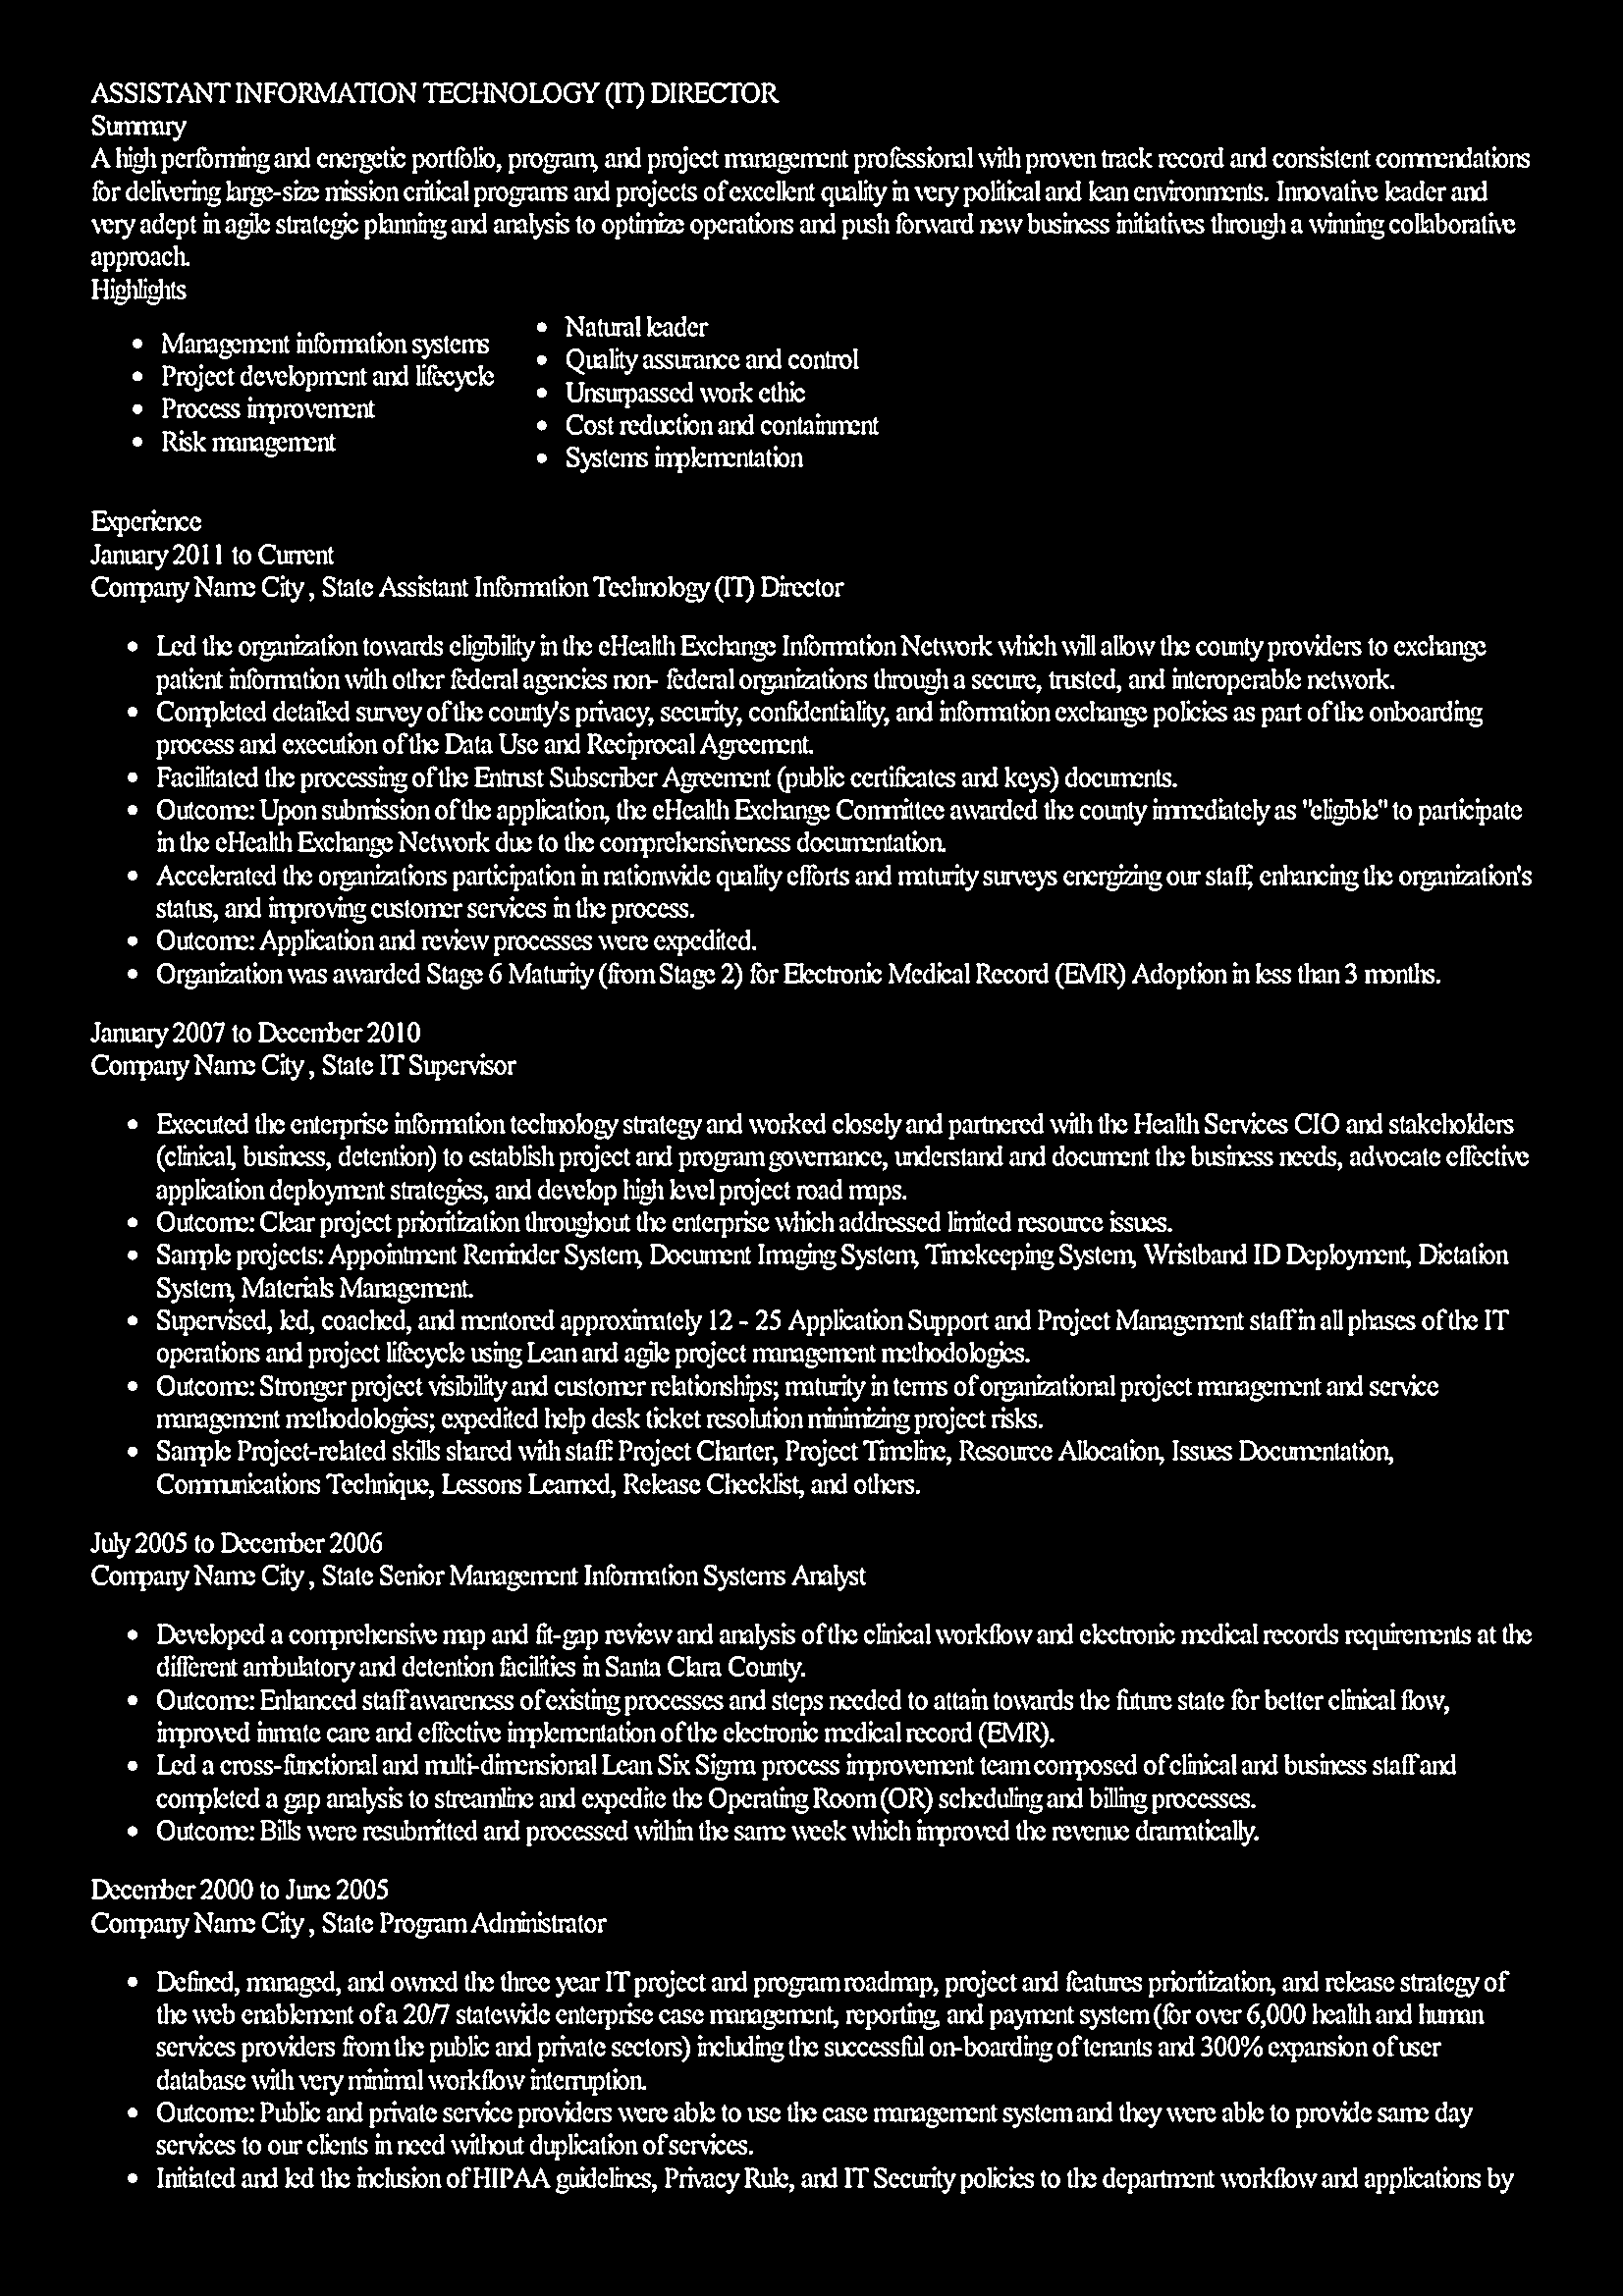 ASSISTANT INFORMATION TECHNOLOGY (IT) DIRECTOR
Summary
A high performing and energetic portfolio, program, and project management professional with proven track record and consistent commendations
for delivering large-size mission critical programs and projects of excellent quality in very political and lean environments. Innovative leader and
very adept in agile strategic planning and analysis to optimize operations and push forward new business initiatives through a winning collaborative
approach.
Highlights
• Management information systems
• Project development and lifecycle
• Process improvement
• Risk management
• Natural leader
• Quality assurance and control
• Unsurpassed work ethic
• Cost reduction and containment
• Systems implementation
Experience
January 2011 to Current
Company Name City , State Assistant Information Technology (IT) Director
• Led the organization towards eligibility in the eHealth Exchange Information Network which will allow the county providers to exchange
patient information with other federal agencies non- federal organizations through a secure, trusted, and interoperable network.
• Completed detailed survey of the county's privacy, security, confidentiality, and information exchange policies as part of the onboarding
process and execution of the Data Use and Reciprocal Agreement.
• Facilitated the processing of the Entrust Subscriber Agreement (public certificates and keys) documents.
• Outcome: Upon submission of the application, the eHealth Exchange Committee awarded the county immediately as "eligible" to participate
in the eHealth Exchange Network due to the comprehensiveness documentation.
• Accelerated the organizations participation in nationwide quality efforts and maturity surveys energizing our staff, enhancing the organization's
status, and improving customer services in the process.
• Outcome: Application and review processes were expedited.
• Organization was awarded Stage 6 Maturity (from Stage 2) for Electronic Medical Record (EMR) Adoption in less than 3 months.
January 2007 to December 2010
Company Name City , State IT Supervisor
• Executed the enterprise information technology strategy and worked closely and partnered with the Health Services CIO and stakeholders
(clinical, business, detention) to establish project and program governance, understand and document the business needs, advocate effective
application deployment strategies, and develop high level project road maps.
• Outcome: Clear project prioritization throughout the enterprise which addressed limited resource issues.
• Sample projects: Appointment Reminder System, Document Imaging System, Timekeeping System, Wristband ID Deployment, Dictation
System, Materials Management.
• Supervised, led, coached, and mentored approximately 12 - 25 Application Support and Project Management staff in all phases of the IT
operations and project lifecycle using Lean and agile project management methodologies.
• Outcome: Stronger project visibility and customer relationships; maturity in terms of organizational project management and service
management methodologies; expedited help desk ticket resolution minimizing project risks.
• Sample Project-related skills shared with staff: Project Charter, Project Timeline, Resource Allocation, Issues Documentation,
Communications Technique, Lessons Learned, Release Checklist, and others.
July 2005 to December 2006
Company Name City , State Senior Management Information Systems Analyst
• Developed a comprehensive map and fit-gap review and analysis of the clinical workflow and electronic medical records requirements at the
different ambulatory and detention facilities in Santa Clara County.
• Outcome: Enhanced staff awareness of existing processes and steps needed to attain towards the future state for better clinical flow,
improved inmate care and effective implementation of the electronic medical record (EMR).
• Led a cross-functional and multi-dimensional Lean Six Sigma process improvement team composed of clinical and business staff and
completed a gap analysis to streamline and expedite the Operating Room (OR) scheduling and billing processes.
• Outcome: Bills were resubmitted and processed within the same week which improved the revenue dramatically.
December 2000 to June 2005
Company Name City , State Program Administrator
• Defined, managed, and owned the three year IT project and program roadmap, project and features prioritization, and release strategy of
the web enablement of a 20/7 statewide enterprise case management, reporting, and payment system (for over 6,000 health and human
services providers from the public and private sectors) including the successful on-boarding of tenants and 300% expansion of user
database with very minimal workflow interruption.
• Outcome: Public and private service providers were able to use the case management system and they were able to provide same day
services to our clients in need without duplication of services.
• Initiated and led the inclusion of HIPAA guidelines, Privacy Rule, and IT Security policies to the department workflow and applications by